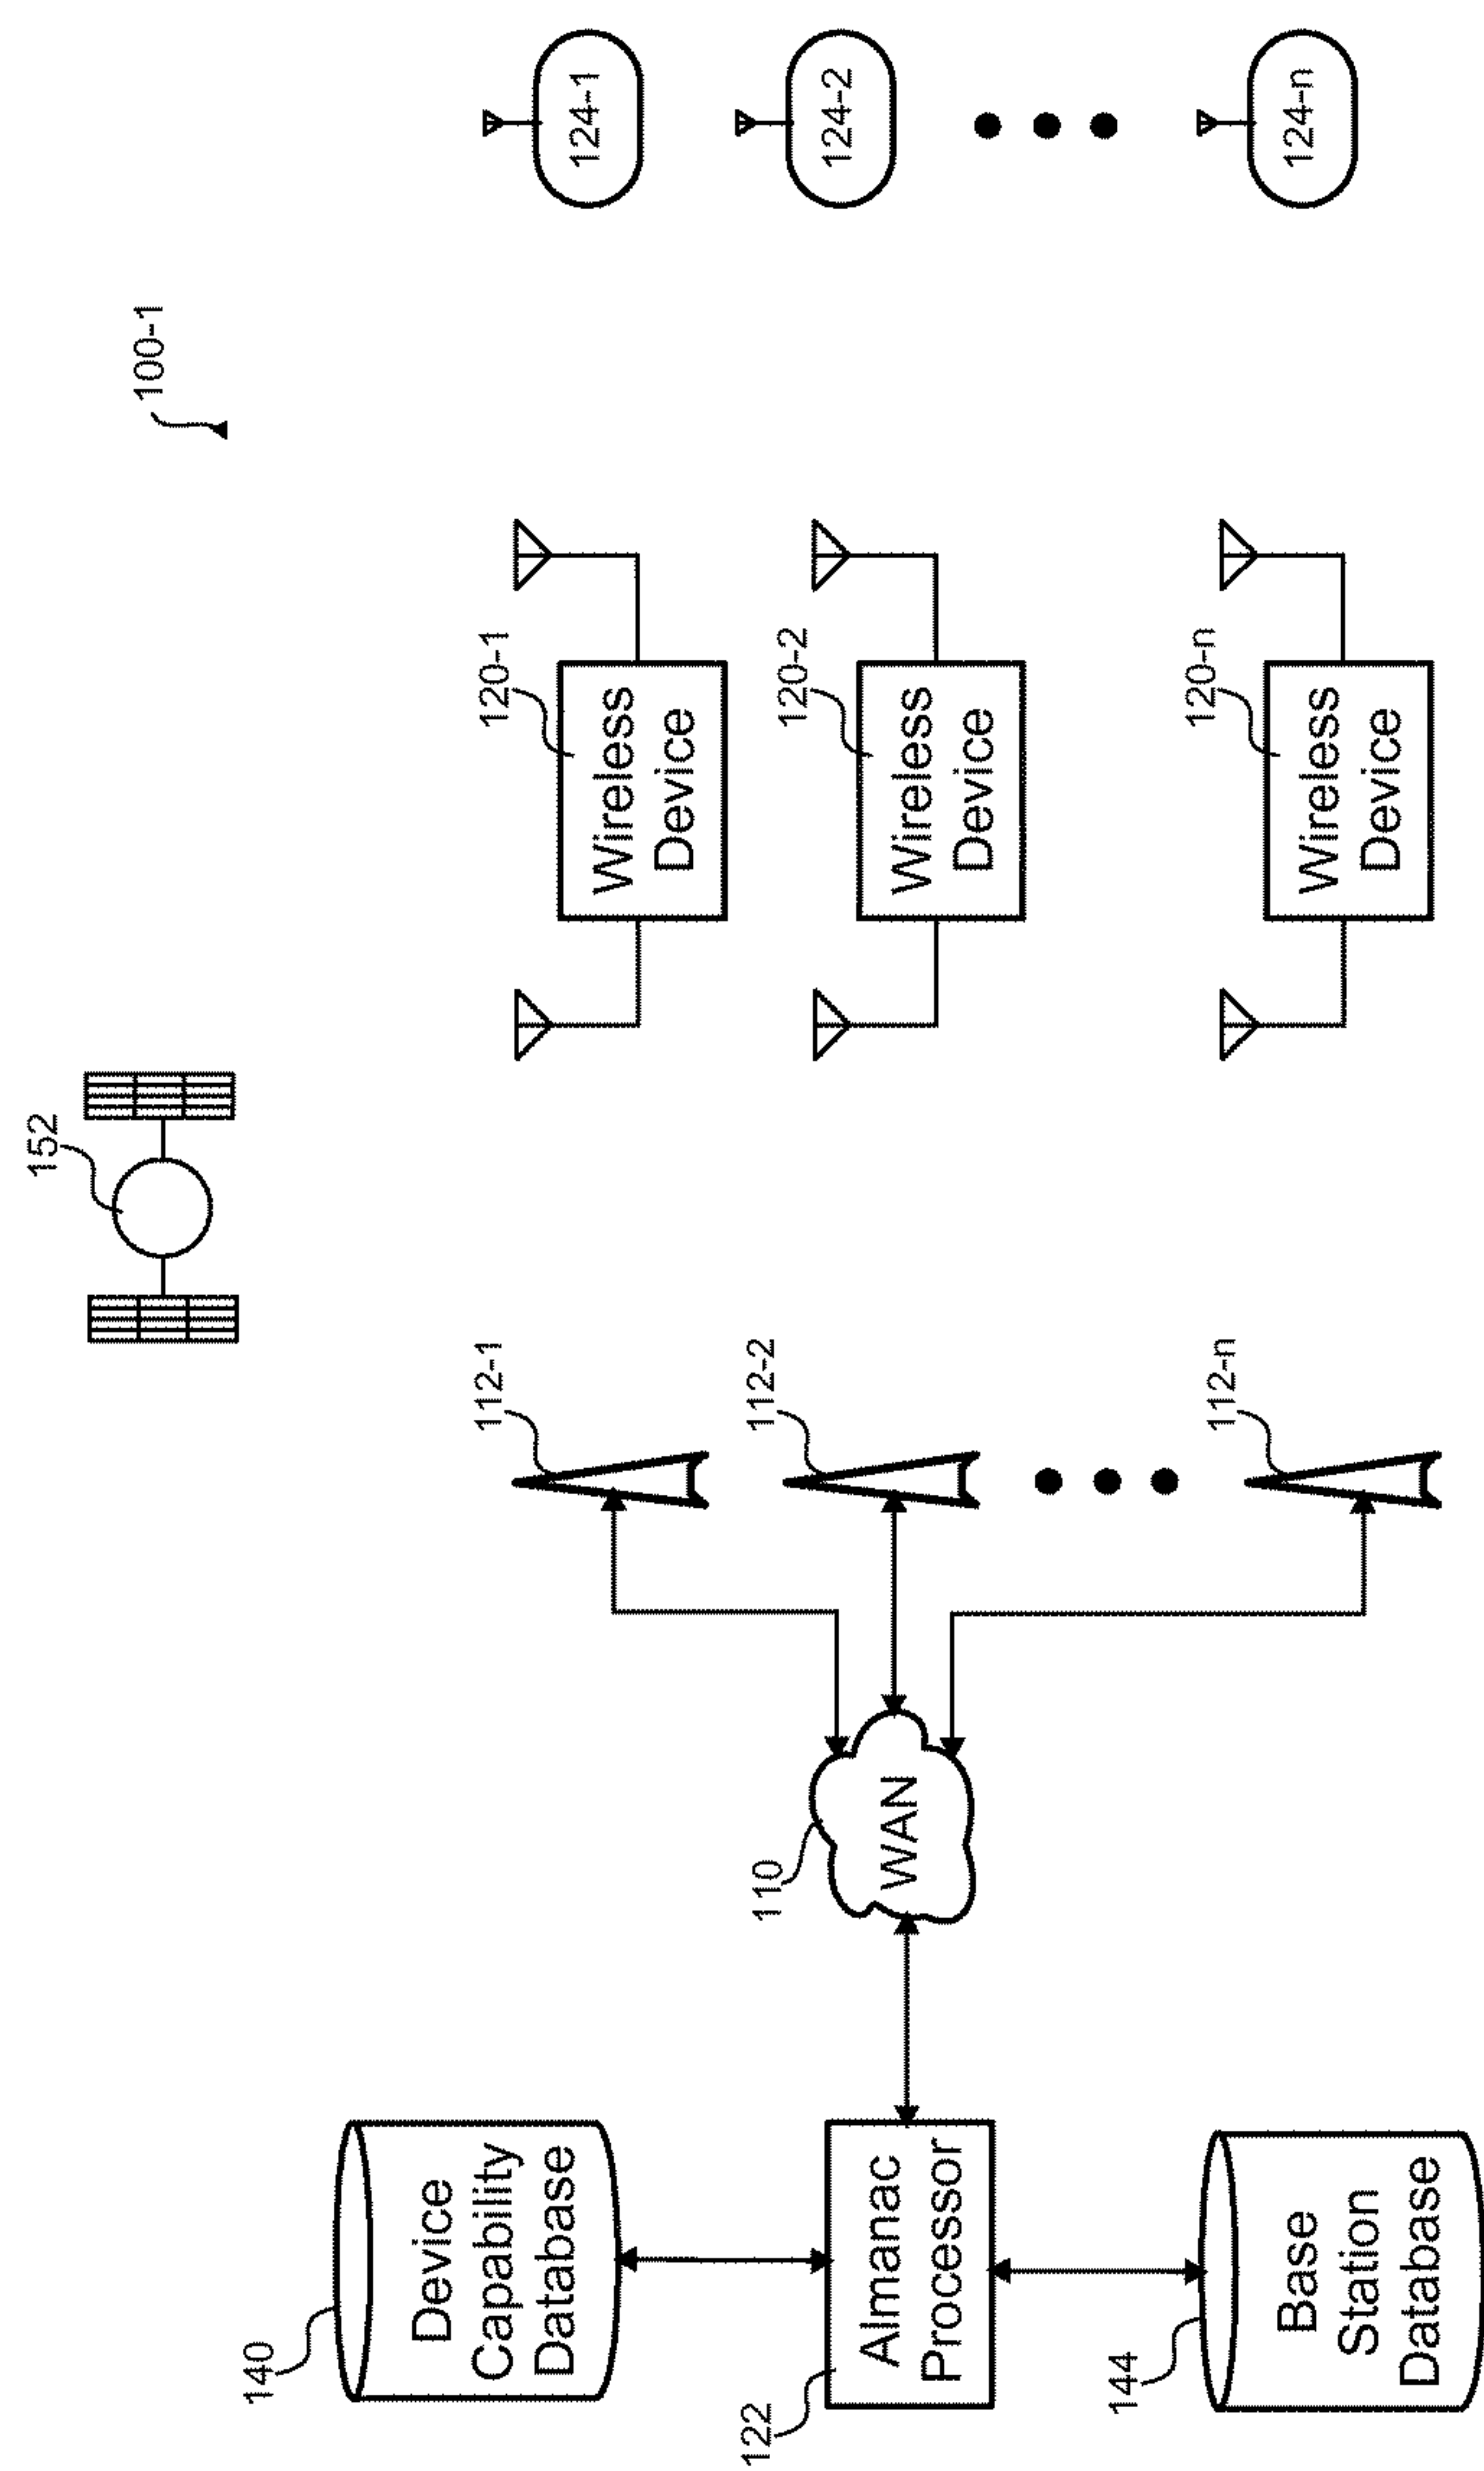 152
100-1
140
Device
Capability
Database
112-1
120-1
Wireless
Device
124-1
122
Almanac
Processor
110
WAN
112-2
120-2
Wireless
Device
124-2
144
Base
Station
Database
112-n
120-n
Wireless
Device
124-n